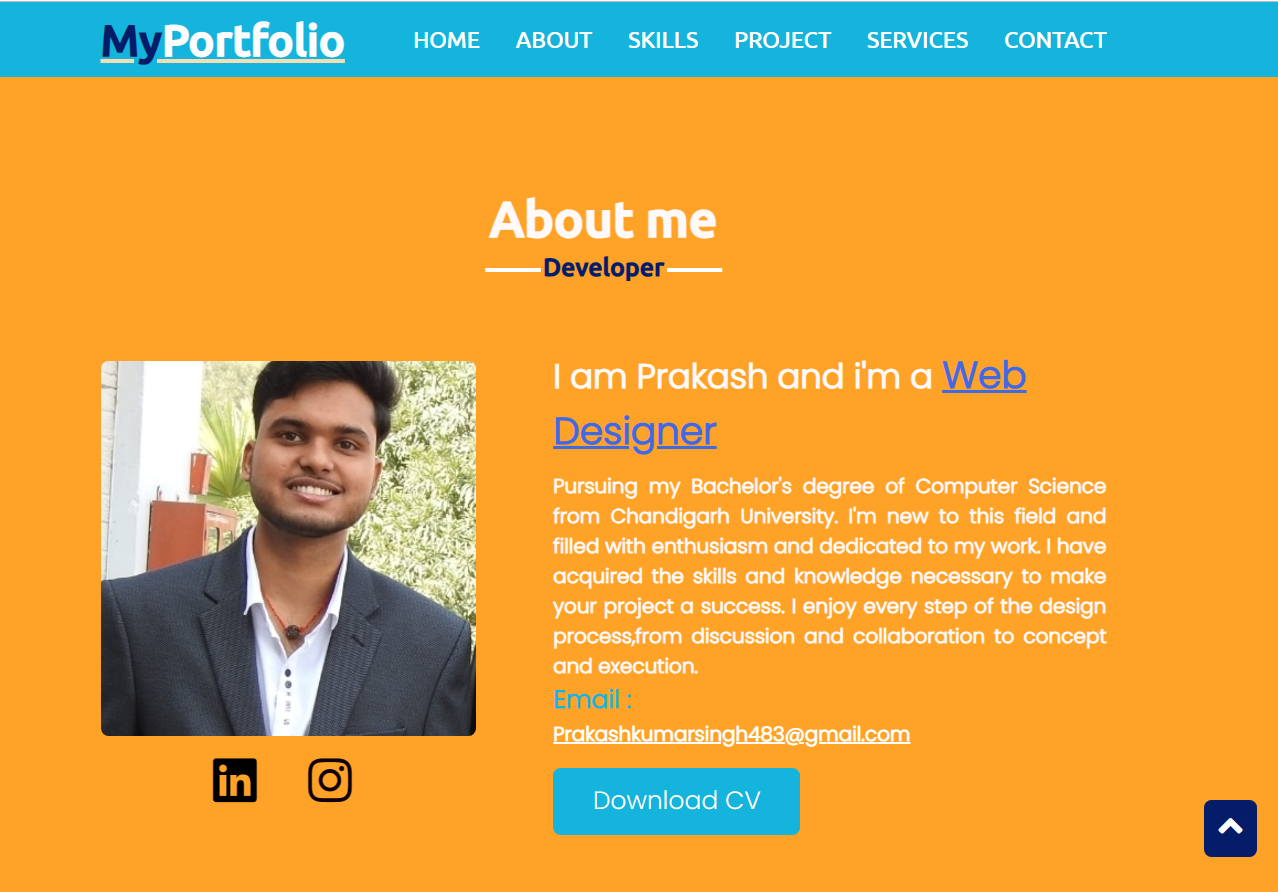 MyPortfolio
HOME ABOUT SKILLS PROJECT SERVICES CONTACT
About me
Developer
I am Prakash and i'm a Web
Designer
Pursuing my Bachelor's degree of Computer Science
from Chandigarh University. I'm new to this field and
filled with enthusiasm and dedicated to my work. I have
acquired the skills and knowledge necessary to make
your project a success. I enjoy every step of the design
process,from discussion and collaboration to concept
and execution.
Email :
Prakashkumarsingh483@gmail.com
in
Download CV